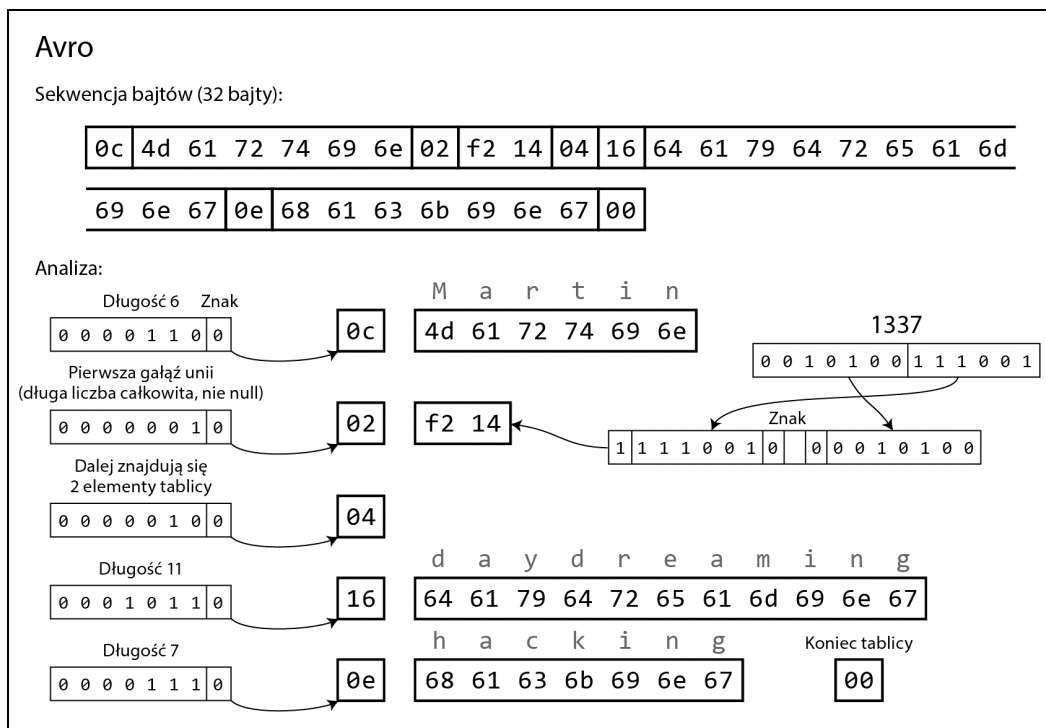 Avro
Sekwencja bajtów (32 bajty):
0c 4d 61 72 74 69 6e 02 f2 14 04 16 64 61 79 64 72 65 61 6d
69 6e 67 0e 68 61 63 6b 69 6e 67 00
Analiza:
M a r t i n
Długość 6 Znak
0 0 0 0 1 1 0 0
0c 4d 61 72 74 69 6e
1337
0 0 1 0 1 0 0 1 1 1 0 0 1
Pierwsza gałąź unii
(długa liczba całkowita, nie null)
0 0 0 0 0 0 1 0
02 f2 14
Znak
1 1 1 1 0 0 1 0 0 0 0 1 0 1 0 0
Dalej znajdują się
2 elementy tablicy
0 0 0 0 0 1 0 0
04
d a y d r e a m i n g
Długość 11
0 0 0 1 0 1 1 0
16 64 61 79 64 72 65 61 6d 69 6e 67
h a c k i n g
Długość 7
0 0 0 0 1 1 1 0
0e 68 61 63 6b 69 6e 67
Koniec tablicy
00